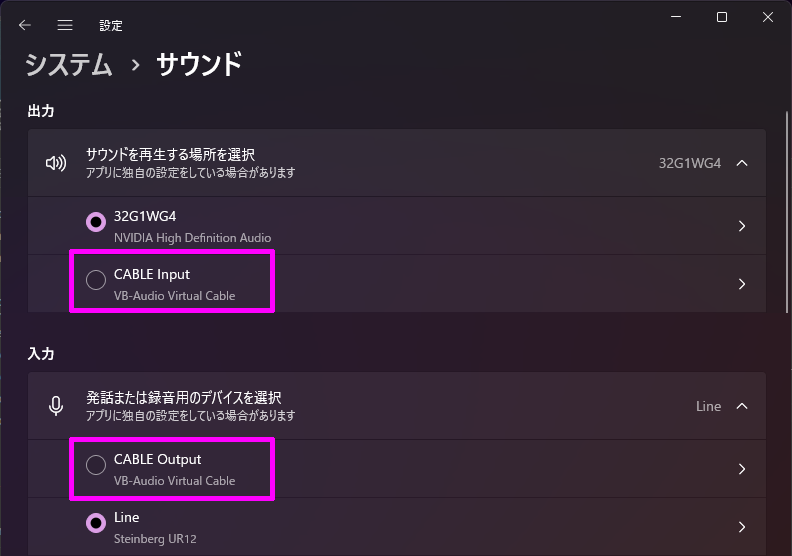 設定
システム › サウンド
出力
サウンドを再生する場所を選択
アプリに独自の設定をしている場合があります
32G1WG4
32G1WG4
NVIDIA High Definition Audio
CABLE Input
VB-Audio Virtual Cable
入力
発話または録音用のデバイスを選択
アプリに独自の設定をしている場合があります
Line
CABLE Output
VB-Audio Virtual Cable
Line
Steinberg UR12